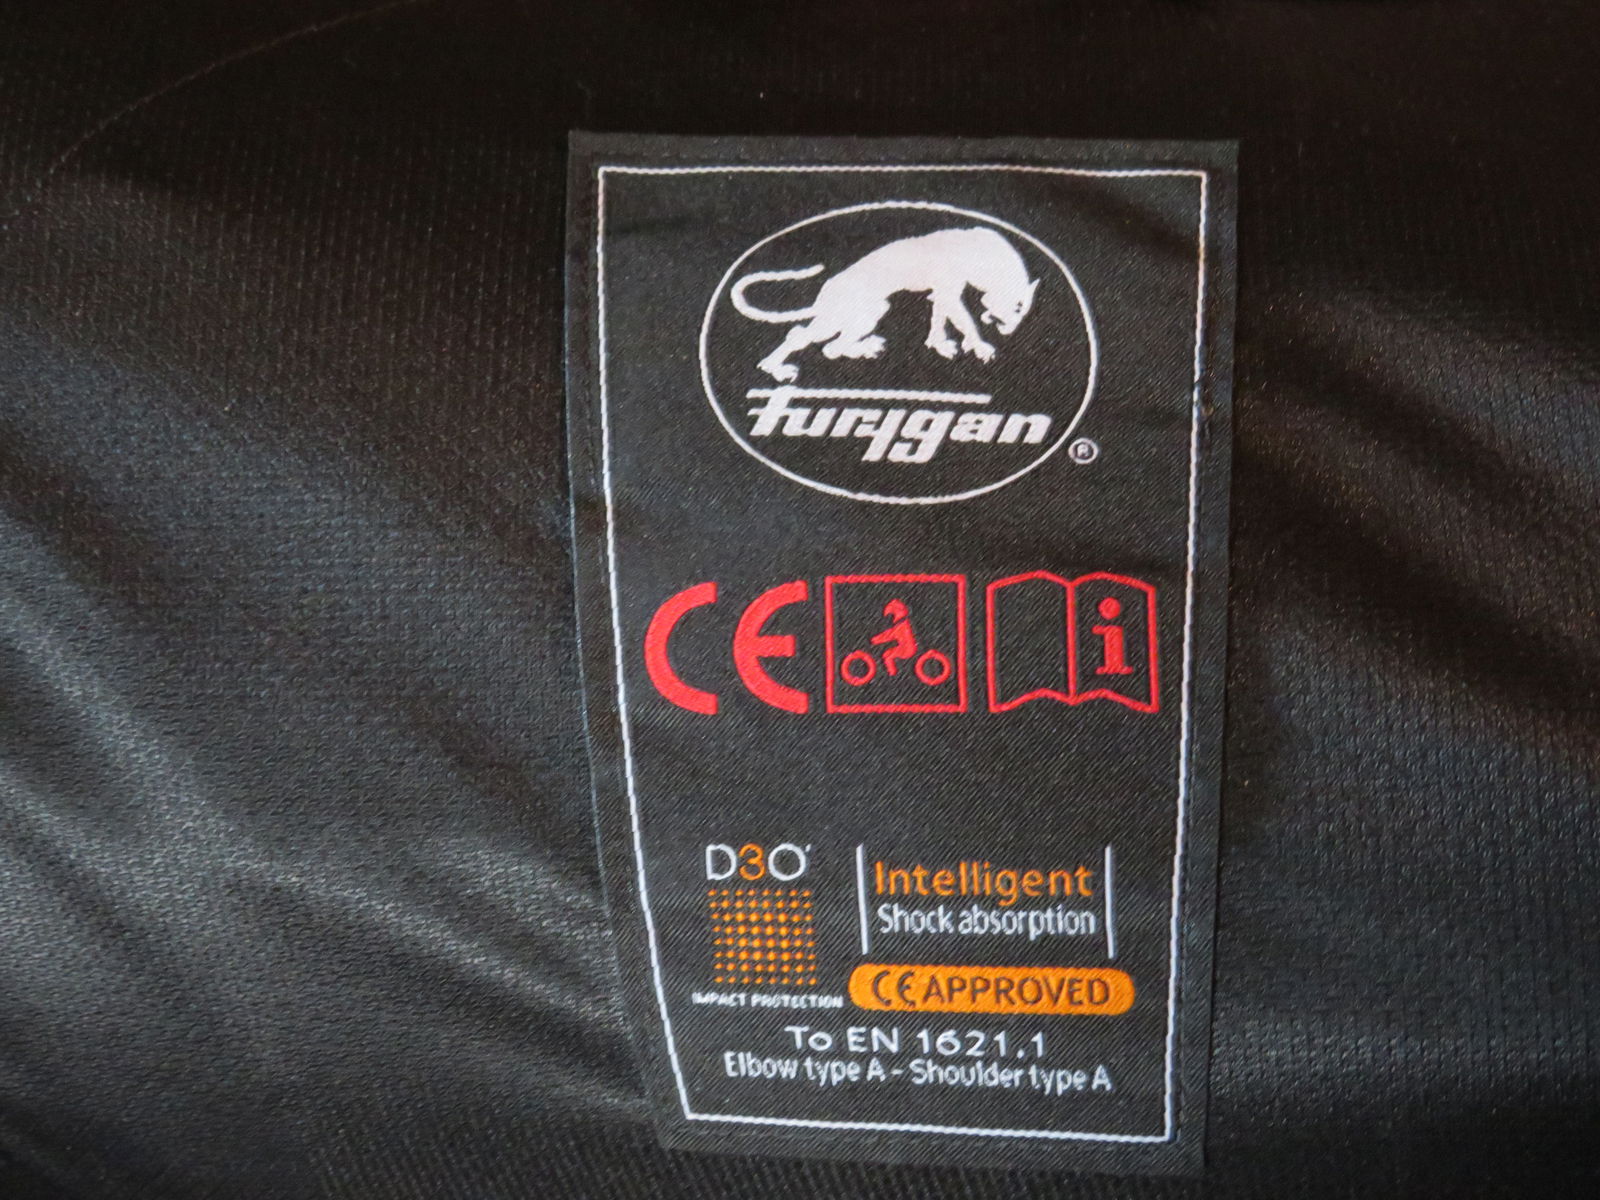 furygan
®
CE
i
D3O
Intelligent
Shock absorption
IMPACT PROTECTION
CE APPROVED
To EN 1621.1
Elbow type A - Shoulder type A